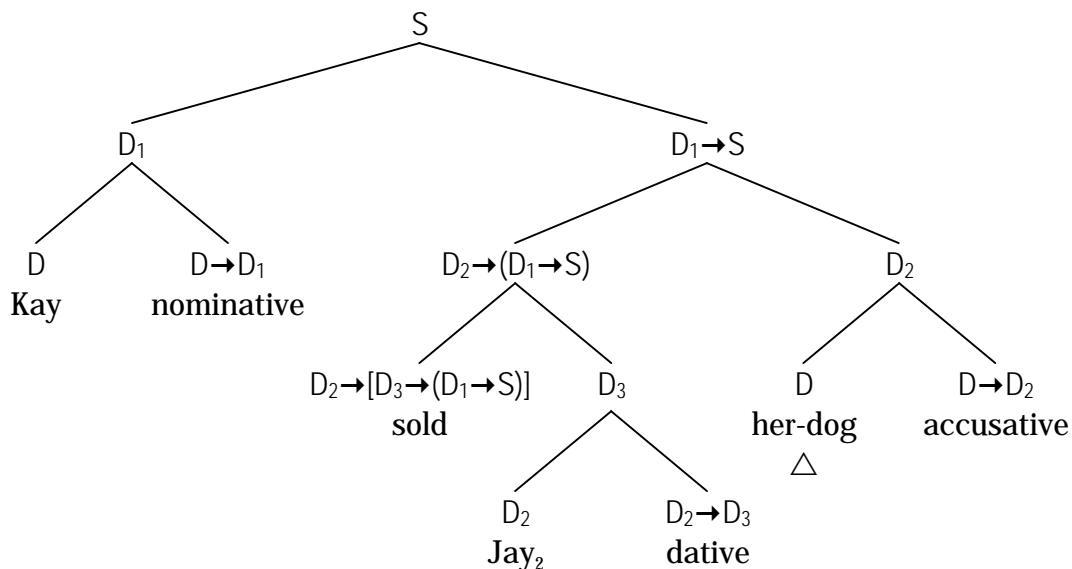 S
D₁ D₁→S
D D→D₁ D₂→(D₁→S) D₂
Kay nominative
D₂→[D₃→(D₁→S)] D₃ D D→D₂
sold her-dog accusative
D₂ D₂→D₃
Jay₂ dative